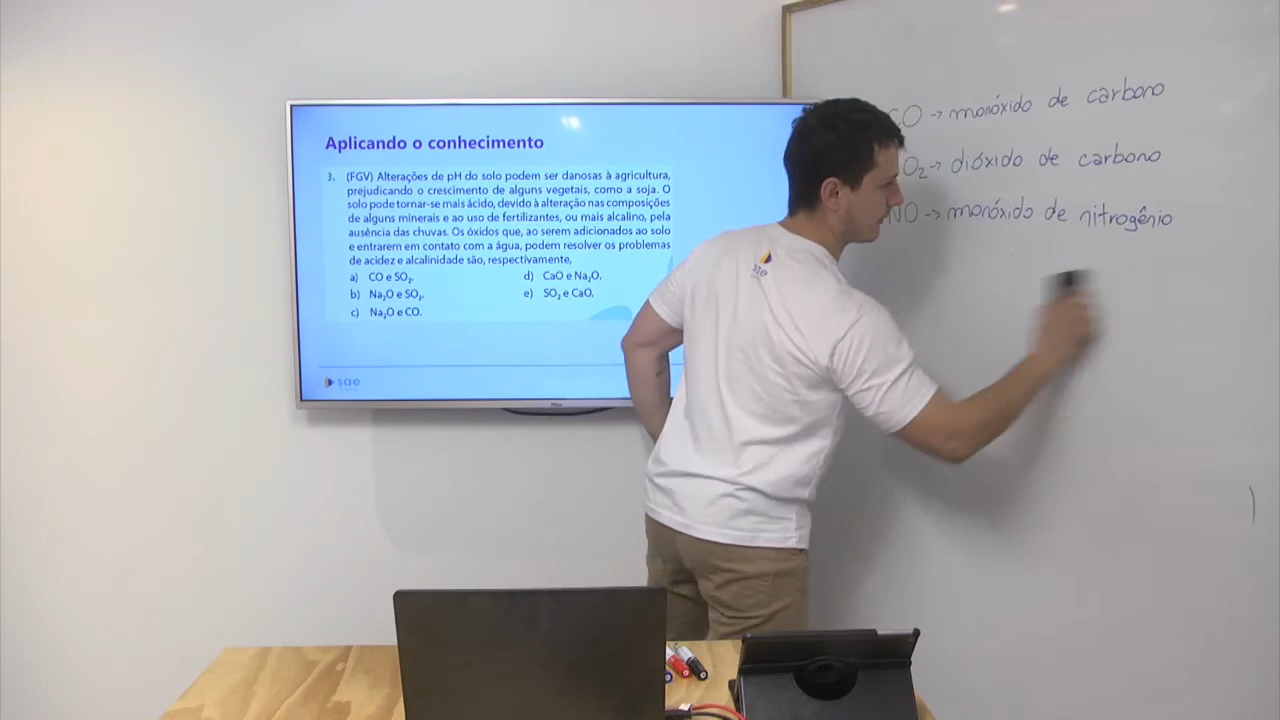 Aplicando o conhecimento
3. (FGV) Alterações de pH do solo podem ser danosas à agricultura,
prejudicando o crescimento de alguns vegetais, como a soja. O
solo pode tornar-se mais ácido, devido à alteração nas composições
de alguns minerais e ao uso de fertilizantes, ou mais alcalino, pela
ausência das chuvas. Os óxidos que, ao serem adicionados ao solo
e entrarem em contato com a água, podem resolver os problemas
de acidez e alcalinidade são, respectivamente,
a) CO e SO₂.
b) Na₂O e SO₂.
c) Na₂O e CO.
d) CaO e Na₂O.
e) SO₂ e CaO.
sae
CO → monóxido de carbono
O₂ → dióxido de carbono
NO → monóxido de nitrogênio
sae